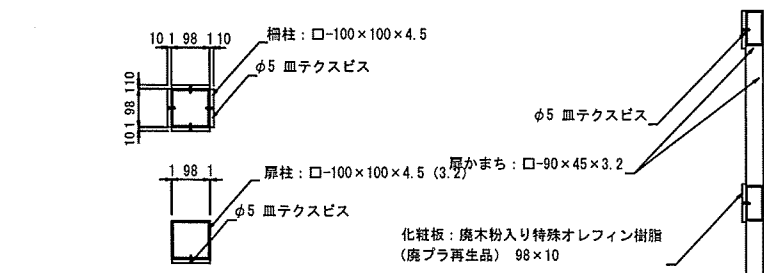 10 1 98 1 10
柵柱：口-100×100×4.5
φ5 皿テクスビス
10 1 98 1 10
φ5 皿テクスビス
1 98 1
扉柱：口-100×100×4.5 (3.2)
扉かまち：口-90×45×3.2
φ5 皿テクスビス
化粧板：廃木粉入り特殊オレフィン樹脂
(廃プラ再生品) 98×10